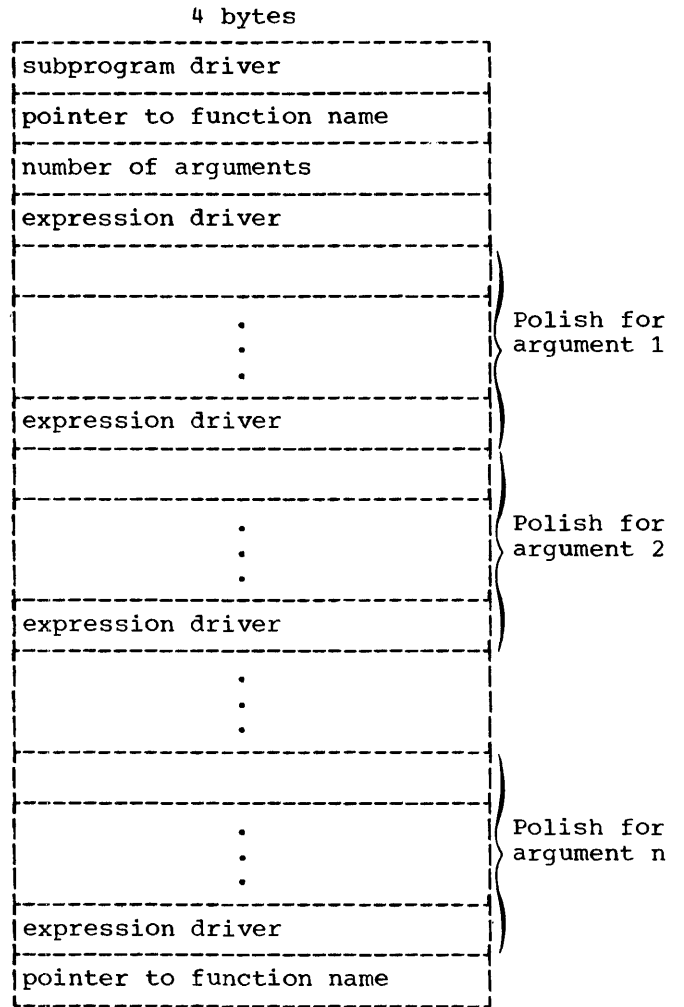 4 bytes
subprogram driver
pointer to function name
number of arguments
expression driver
.
.
.
Polish for
argument 1
expression driver
.
.
.
Polish for
argument 2
expression driver
.
.
.
.
.
.
Polish for
argument n
expression driver
pointer to function name